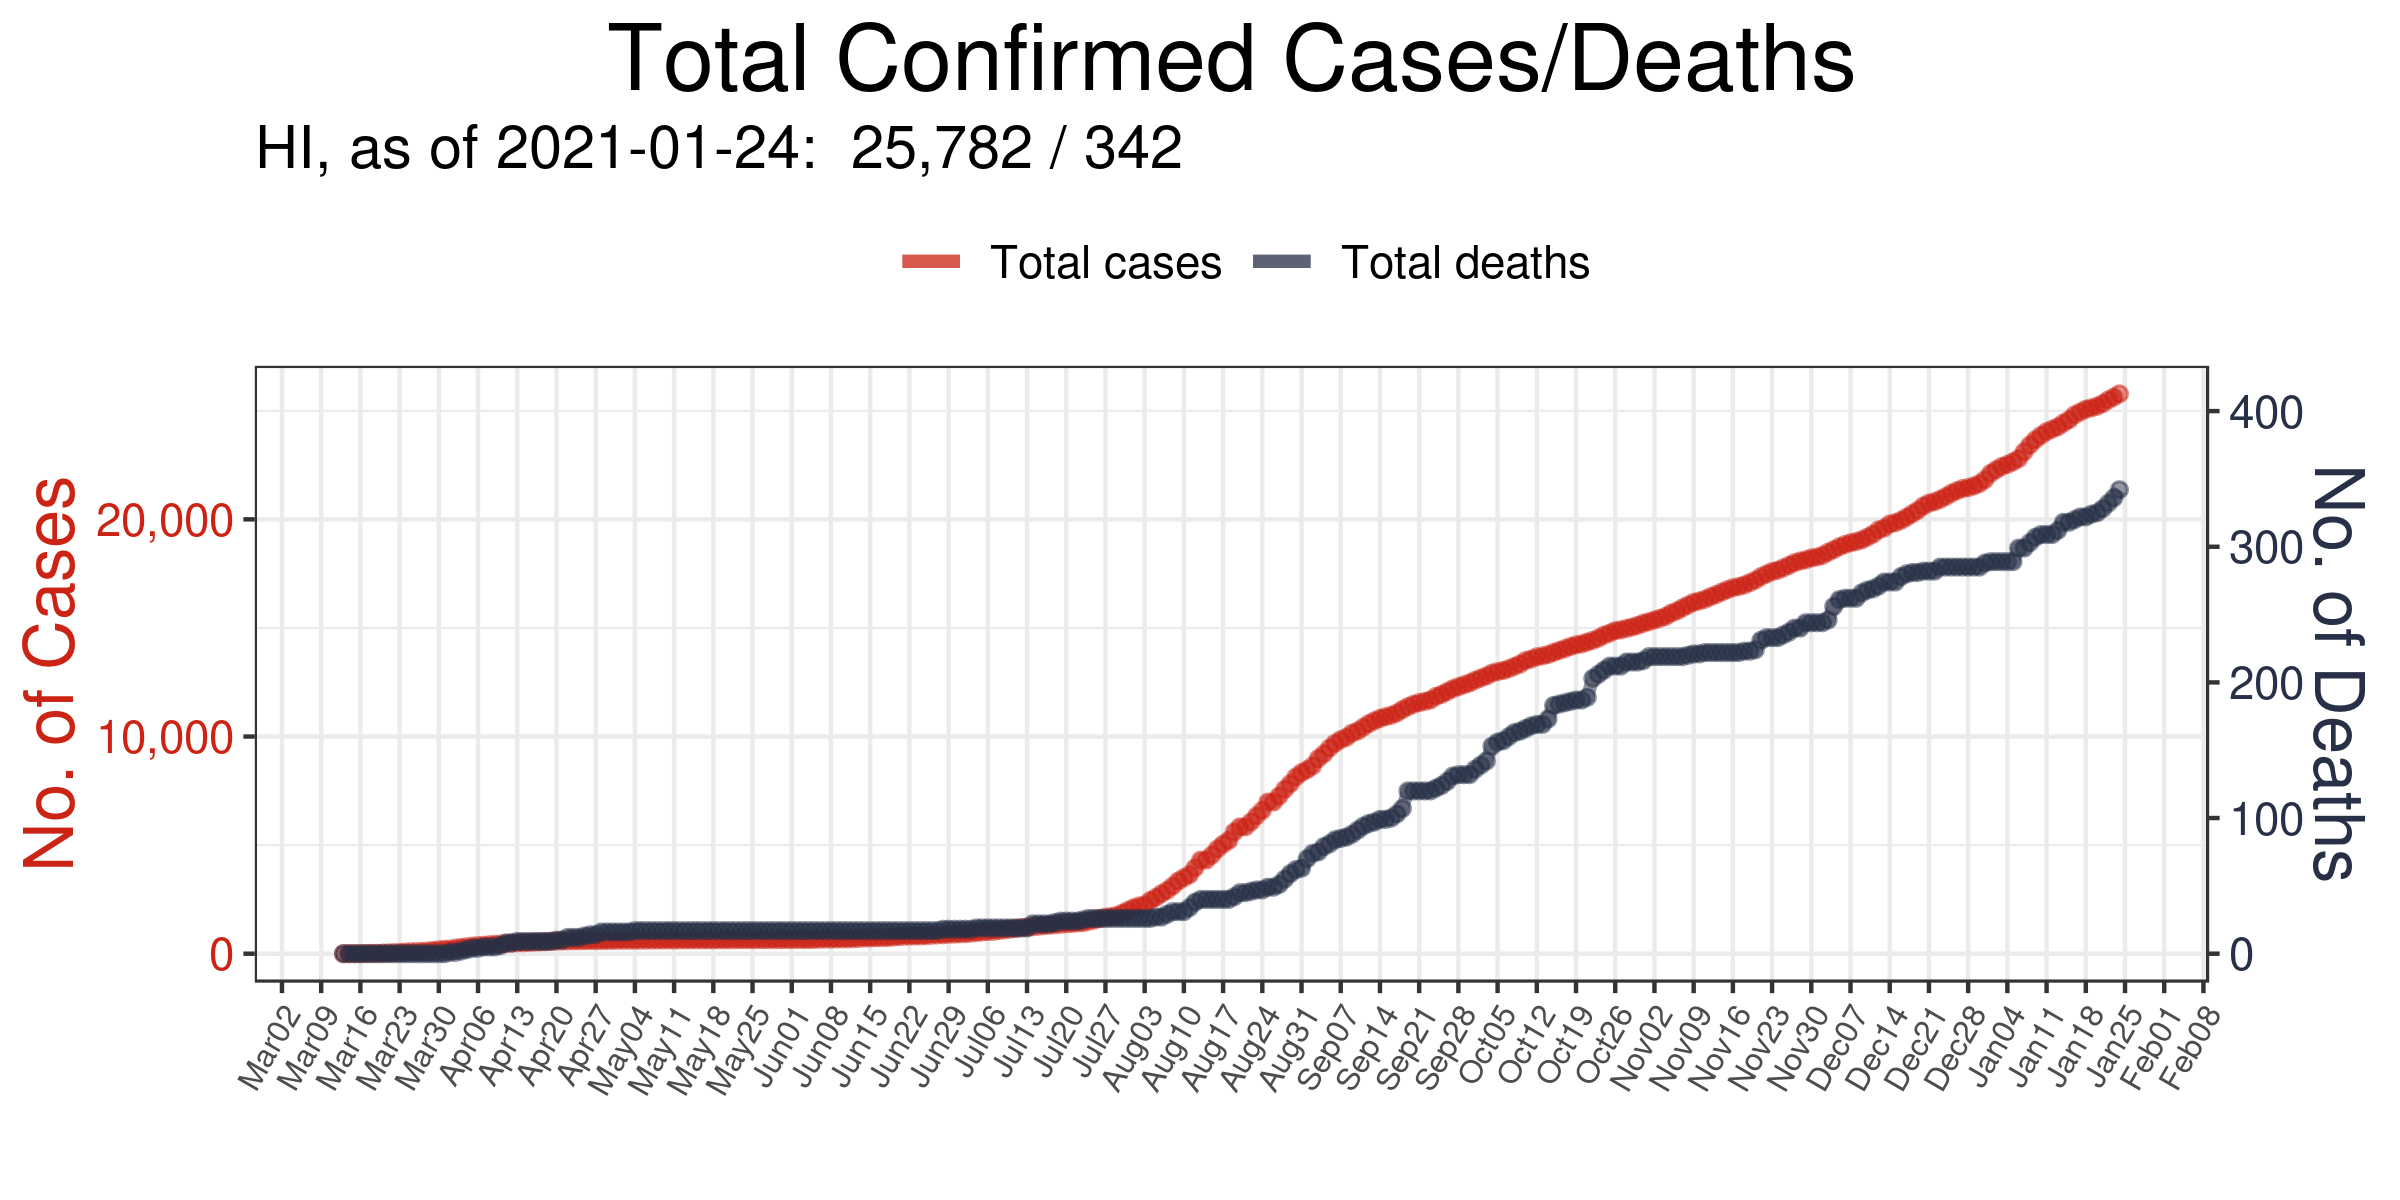 Total Confirmed Cases/Deaths
HI, as of 2021-01-24:  25,782 / 342
Total cases
Total deaths
No. of Cases
20,000
10,000
0
400
300
200
100
0
No. of Deaths
Mar02
Mar09
Mar16
Mar23
Mar30
Apr06
Apr13
Apr20
Apr27
May04
May11
May18
May25
Jun01
Jun08
Jun15
Jun22
Jun29
Jul06
Jul13
Jul20
Jul27
Aug03
Aug10
Aug17
Aug24
Aug31
Sep07
Sep14
Sep21
Sep28
Oct05
Oct12
Oct19
Oct26
Nov02
Nov09
Nov16
Nov23
Nov30
Dec07
Dec14
Dec21
Dec28
Jan04
Jan11
Jan18
Jan25
Feb01
Feb08